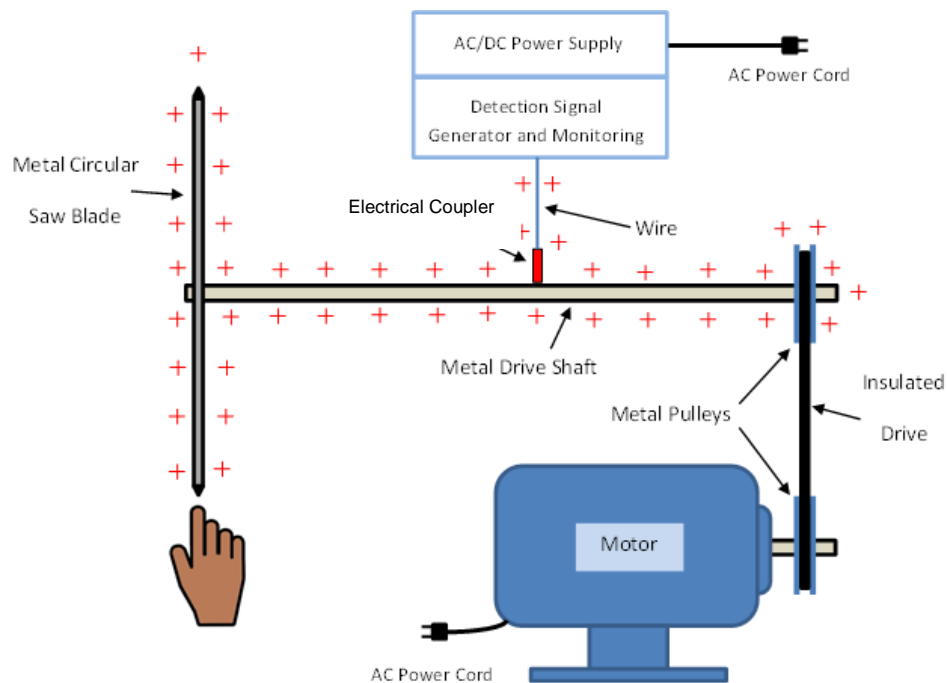 AC/DC Power Supply
AC Power Cord
Detection Signal
Generator and Monitoring
Metal Circular
Saw Blade
Electrical Coupler
Wire
Metal Drive Shaft
Insulated
Drive
Metal Pulleys
Motor
AC Power Cord